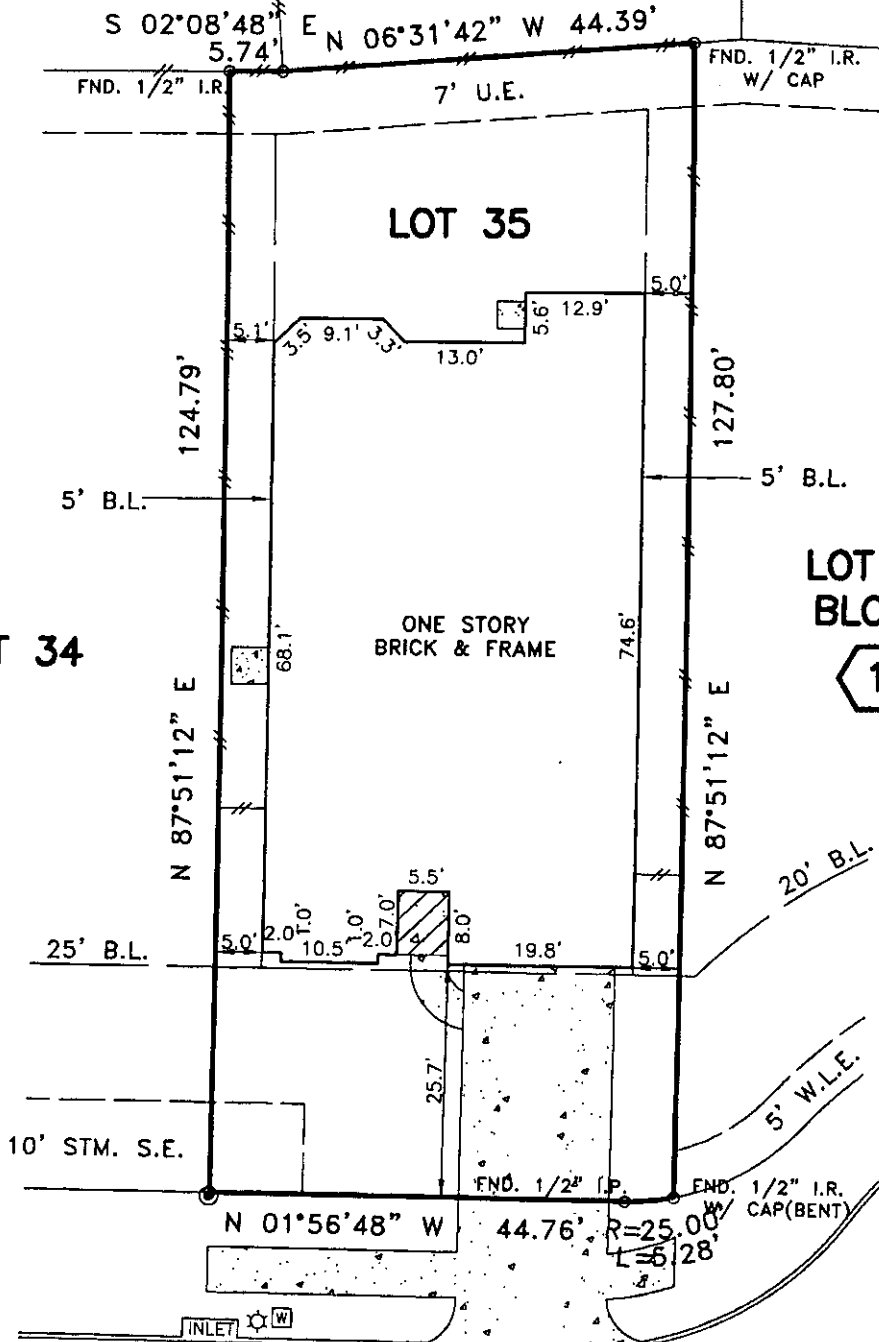 S 02°08'48" E
5.74'
N 06°31'42" W 44.39'
FND. 1/2" I.R.
FND. 1/2" I.R.
W/ CAP
7' U.E.
LOT 35
5.0'
12.9'
5.6'
5.1'
3.5'
9.1'
3.3'
13.0'
124.79'
127.80'
5' B.L.
5' B.L.
LOT
BLO
1
ONE STORY
BRICK & FRAME
74.6'
68.1'
T 34
N 87°51'12" E
N 87°51'12" E
20' B.L.
5.5'
7.0'
8.0'
25' B.L.
5.0'
2.0'
1.0'
10.5'
1.0'
2.0'
19.8'
5.0'
25.7'
5' W.L.E.
10' STM. S.E.
FND. 1/2" I.P.
FND. 1/2" I.R.
W/ CAP(BENT)
N 01°56'48" W 44.76'
R=25.00'
L=5.28'
INLET
W